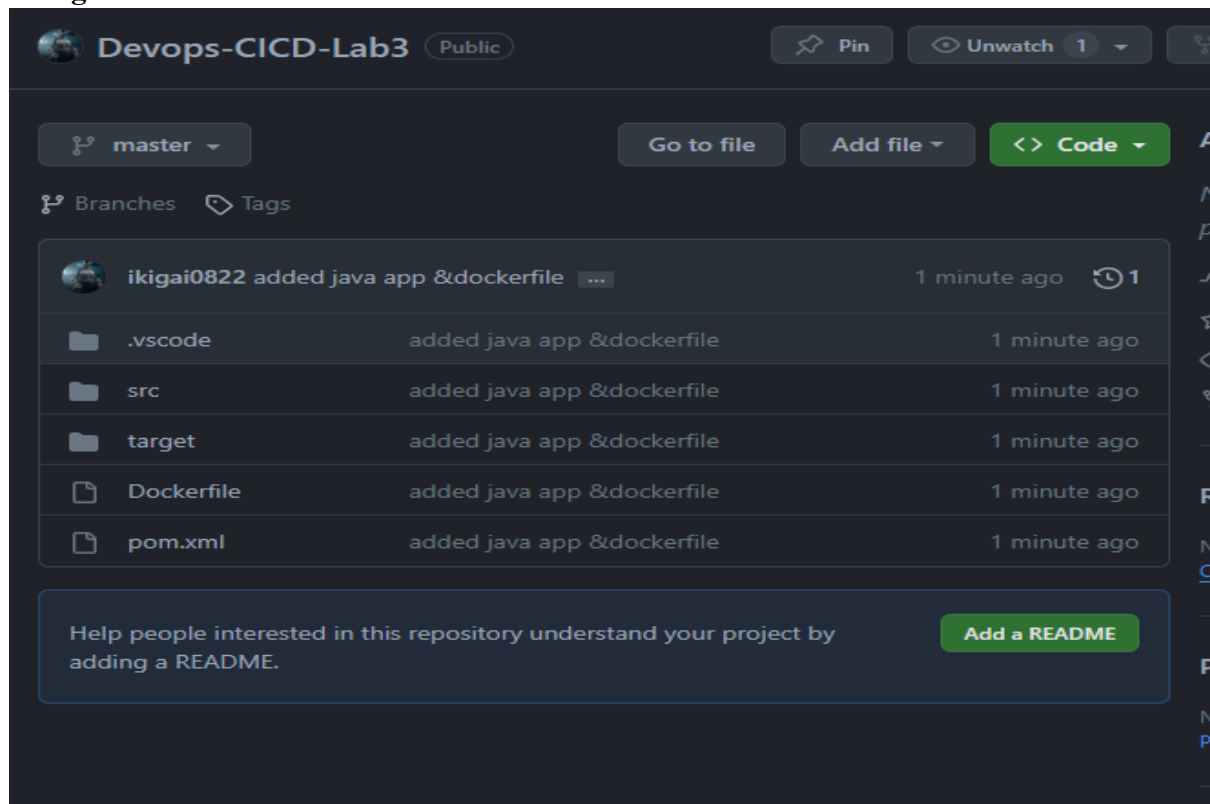 Devops-CICD-Lab3 Public Pin Unwatch 1
master Go to file Add file <> Code
Branches Tags
ikigai0822 added java app &dockerfile ... 1 minute ago 1
.vscode added java app &dockerfile 1 minute ago
src added java app &dockerfile 1 minute ago
target added java app &dockerfile 1 minute ago
Dockerfile added java app &dockerfile 1 minute ago
pom.xml added java app &dockerfile 1 minute ago
Help people interested in this repository understand your project by
adding a README.
Add a README